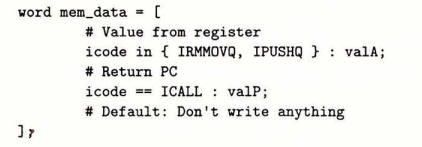 word mem_data = [
# Value from register
icode in { IRMMOVQ, IPUSHQ } : valA;
# Return PC
icode == ICALL : valP;
# Default: Don't write anything
];